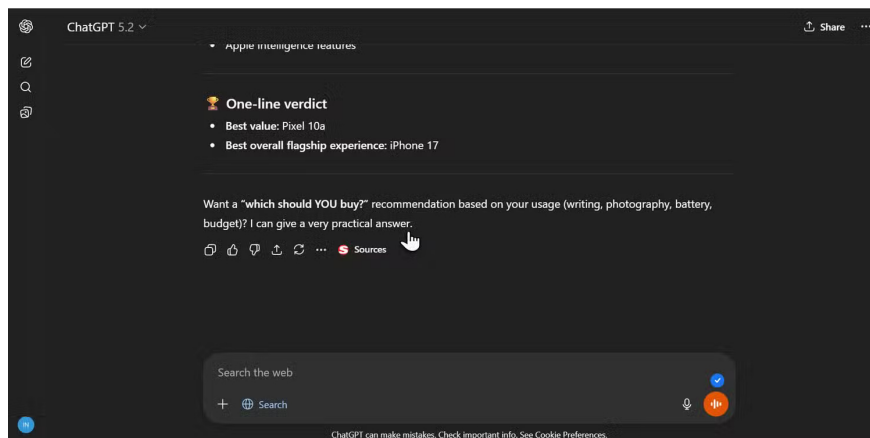 ChatGPT 5.2
Share
• Apple Intelligence features
🏆 One-line verdict
• Best value: Pixel 10a
• Best overall flagship experience: iPhone 17
Want a “which should YOU buy?” recommendation based on your usage (writing, photography, battery,
budget)? I can give a very practical answer.
S Sources
Search the web
+ Search
IN
ChatGPT can make mistakes. Check important info. See Cookie Preferences.